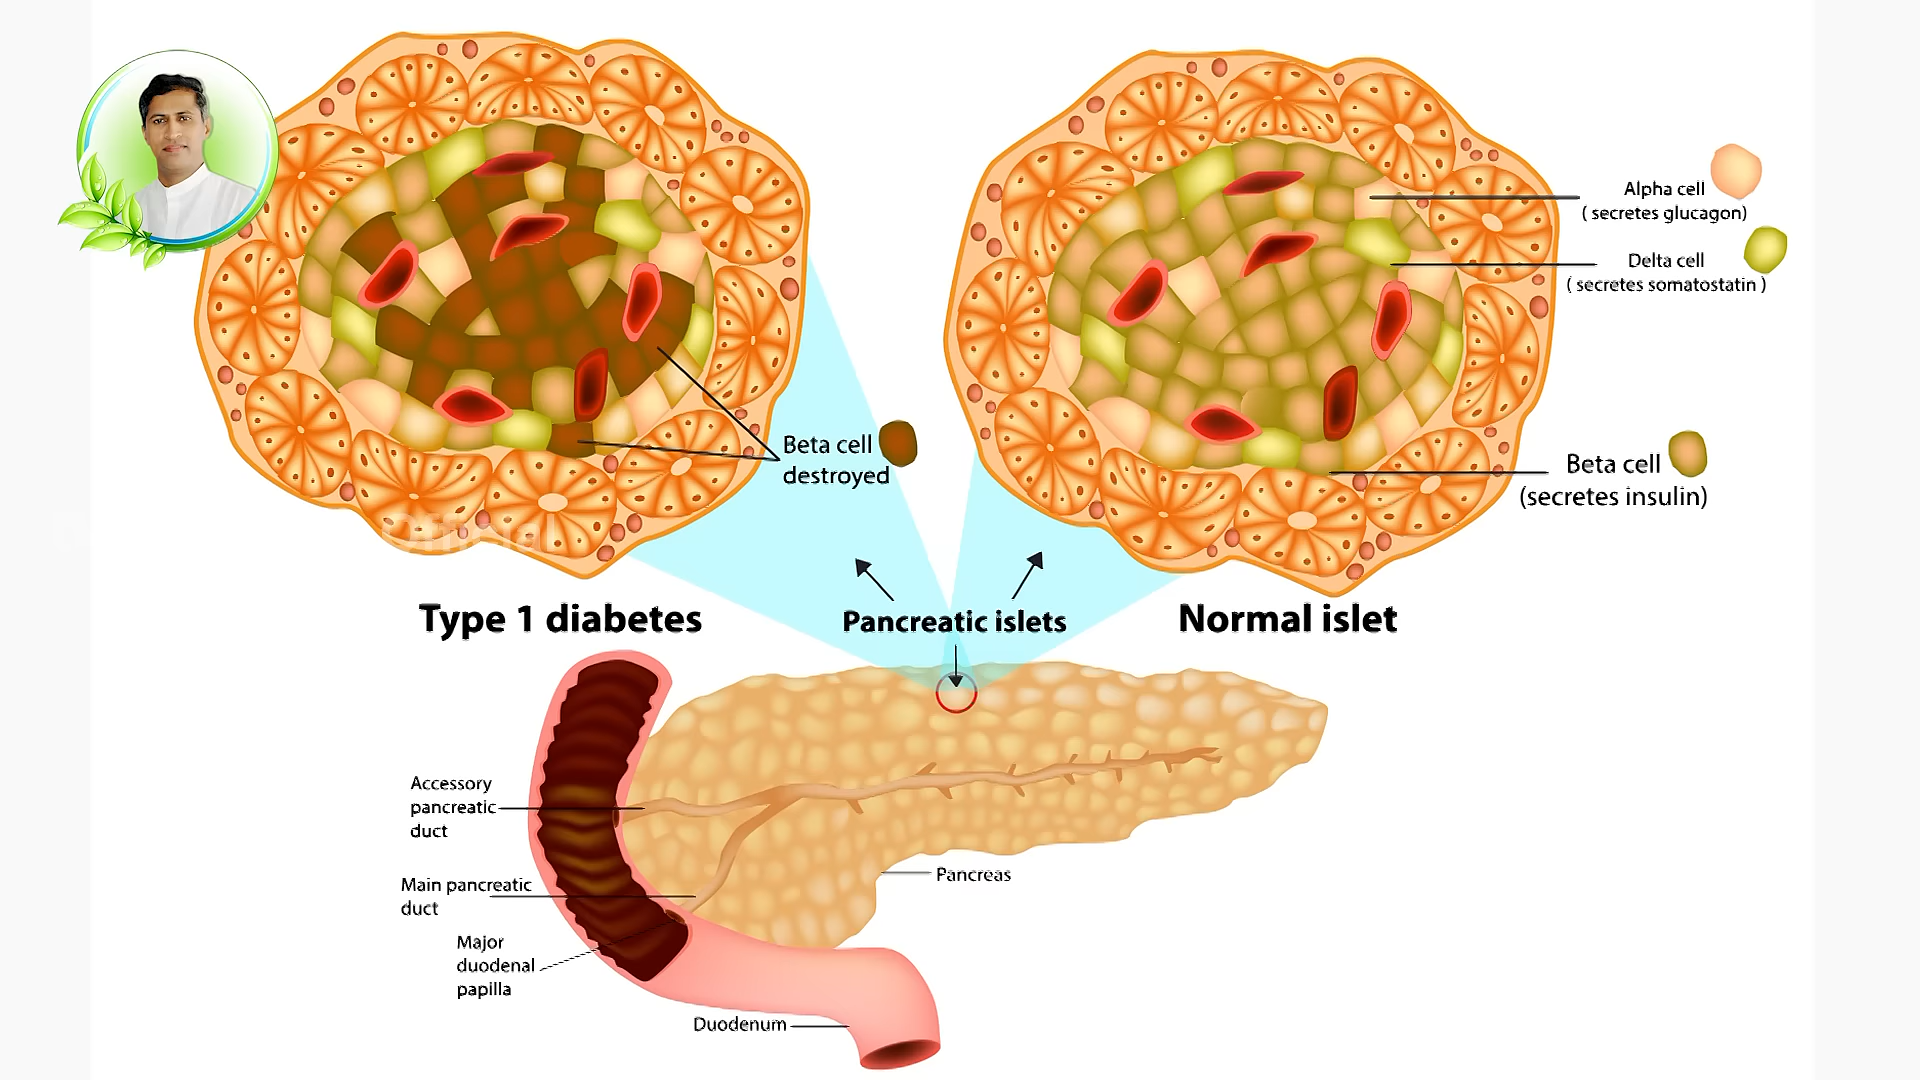 Alpha cell
( secretes glucagon)
Delta cell
( secretes somatostatin )
Beta cell
destroyed
Beta cell
(secretes insulin)
Official
Type 1 diabetes
Pancreatic islets
Normal islet
Accessory
pancreatic
duct
Pancreas
Main pancreatic
duct
Major
duodenal
papilla
Duodenum